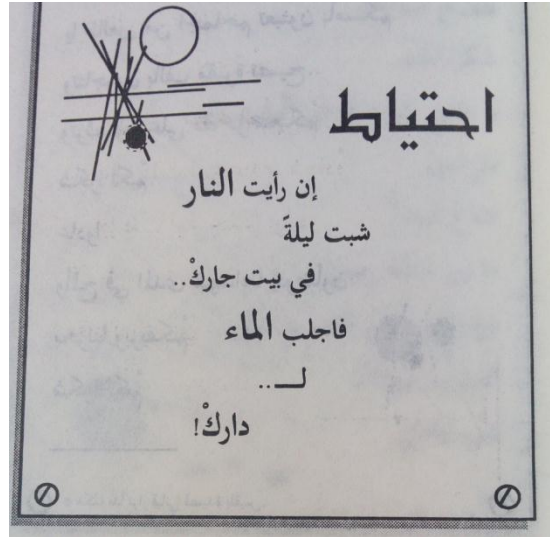 احتياط
إن رأيت النار
شبت ليلةً
في بيت جاركْ..
فاجلب الماء
لـــ..
داركْ!